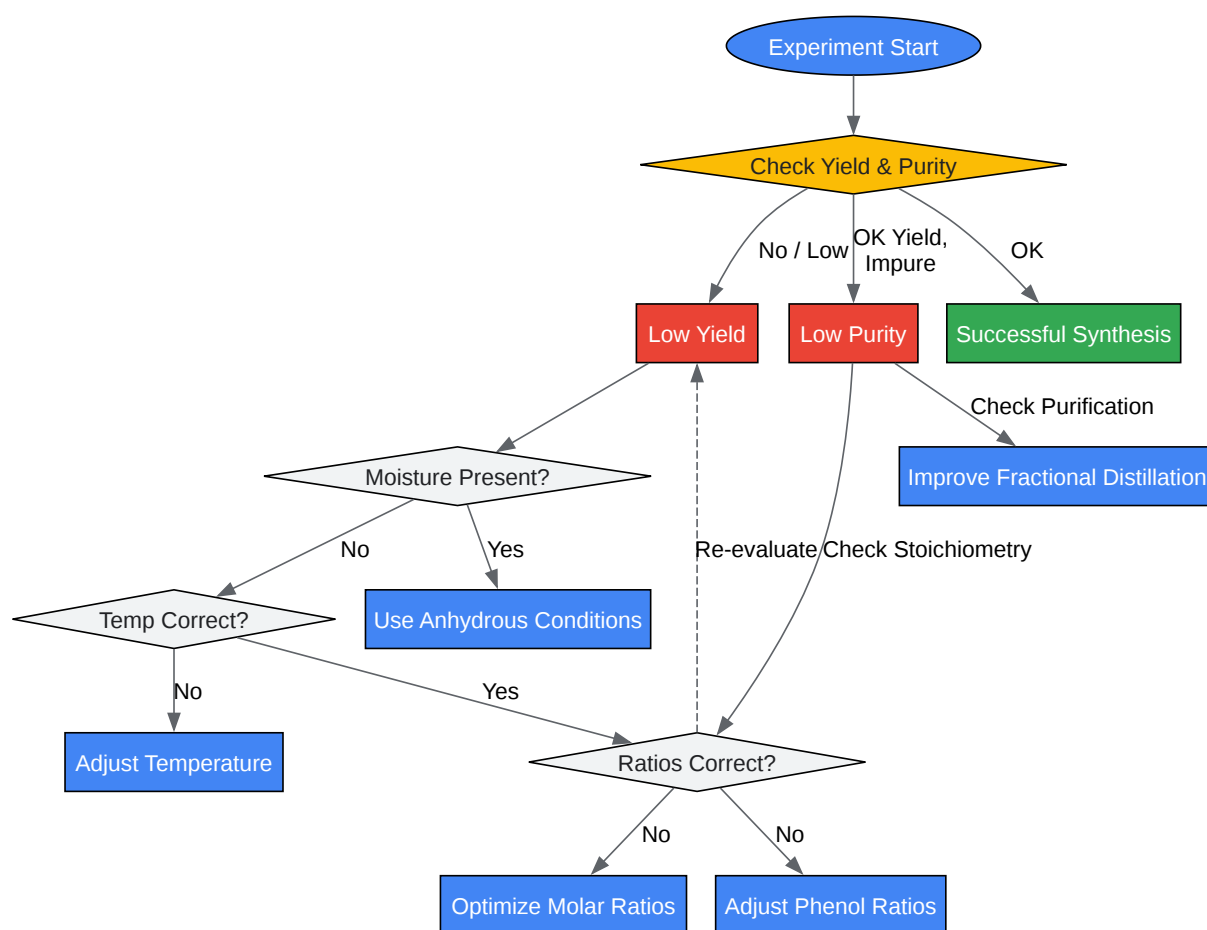 Experiment Start
Check Yield & Purity
No / Low
OK Yield,
Impure
OK
Low Yield
Low Purity
Successful Synthesis
Check Purification
Moisture Present?
Improve Fractional Distillation
No
Yes
Re-evaluate
Check Stoichiometry
Temp Correct?
Use Anhydrous Conditions
No
Yes
Adjust Temperature
Ratios Correct?
No
No
Optimize Molar Ratios
Adjust Phenol Ratios